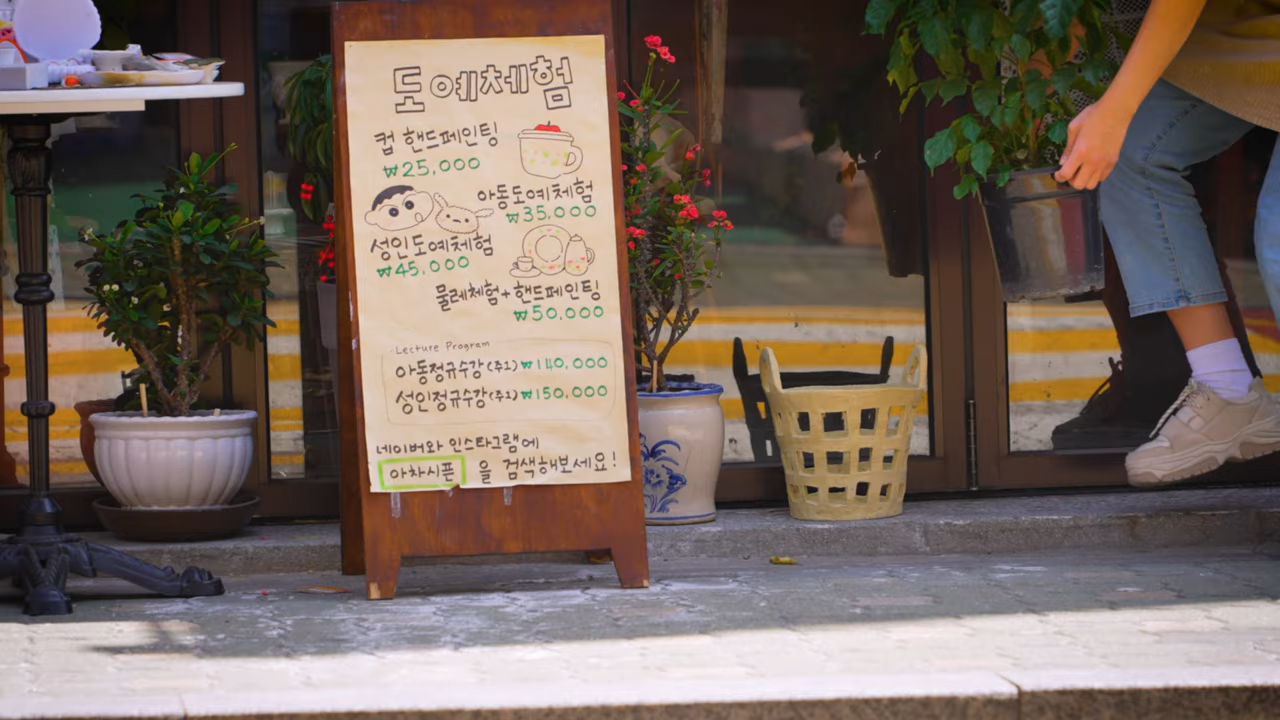 도예체험
컵 핸드페인팅
₩25,000
아동도예체험
₩35,000
성인도예체험
₩45,000
물레체험+핸드페인팅
₩50,000
Lecture Program
아동정규수강(주1)₩140,000
성인정규수강(주1)₩150,000
네이버와 인스타그램에
아차시픈 을 검색해보세요!